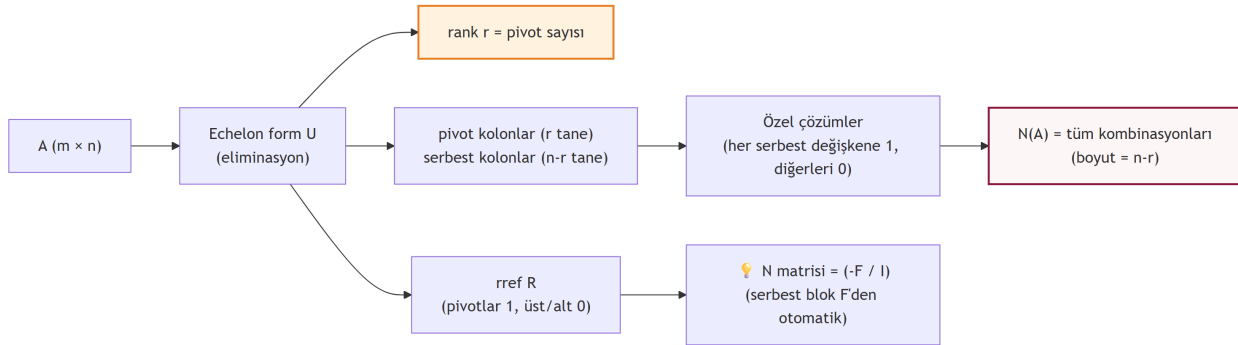 rank r = pivot sayısı
A (m × n)
Echelon form U
(eliminasyon)
pivot kolonlar (r tane)
serbest kolonlar (n-r tane)
Özel çözümler
(her serbest değişkene 1,
diğerleri 0)
N(A) = tüm kombinasyonları
(boyut = n-r)
rref R
(pivotlar 1, üst/alt 0)
💡 N matrisi = (-F / I)
(serbest blok F'den
otomatik)